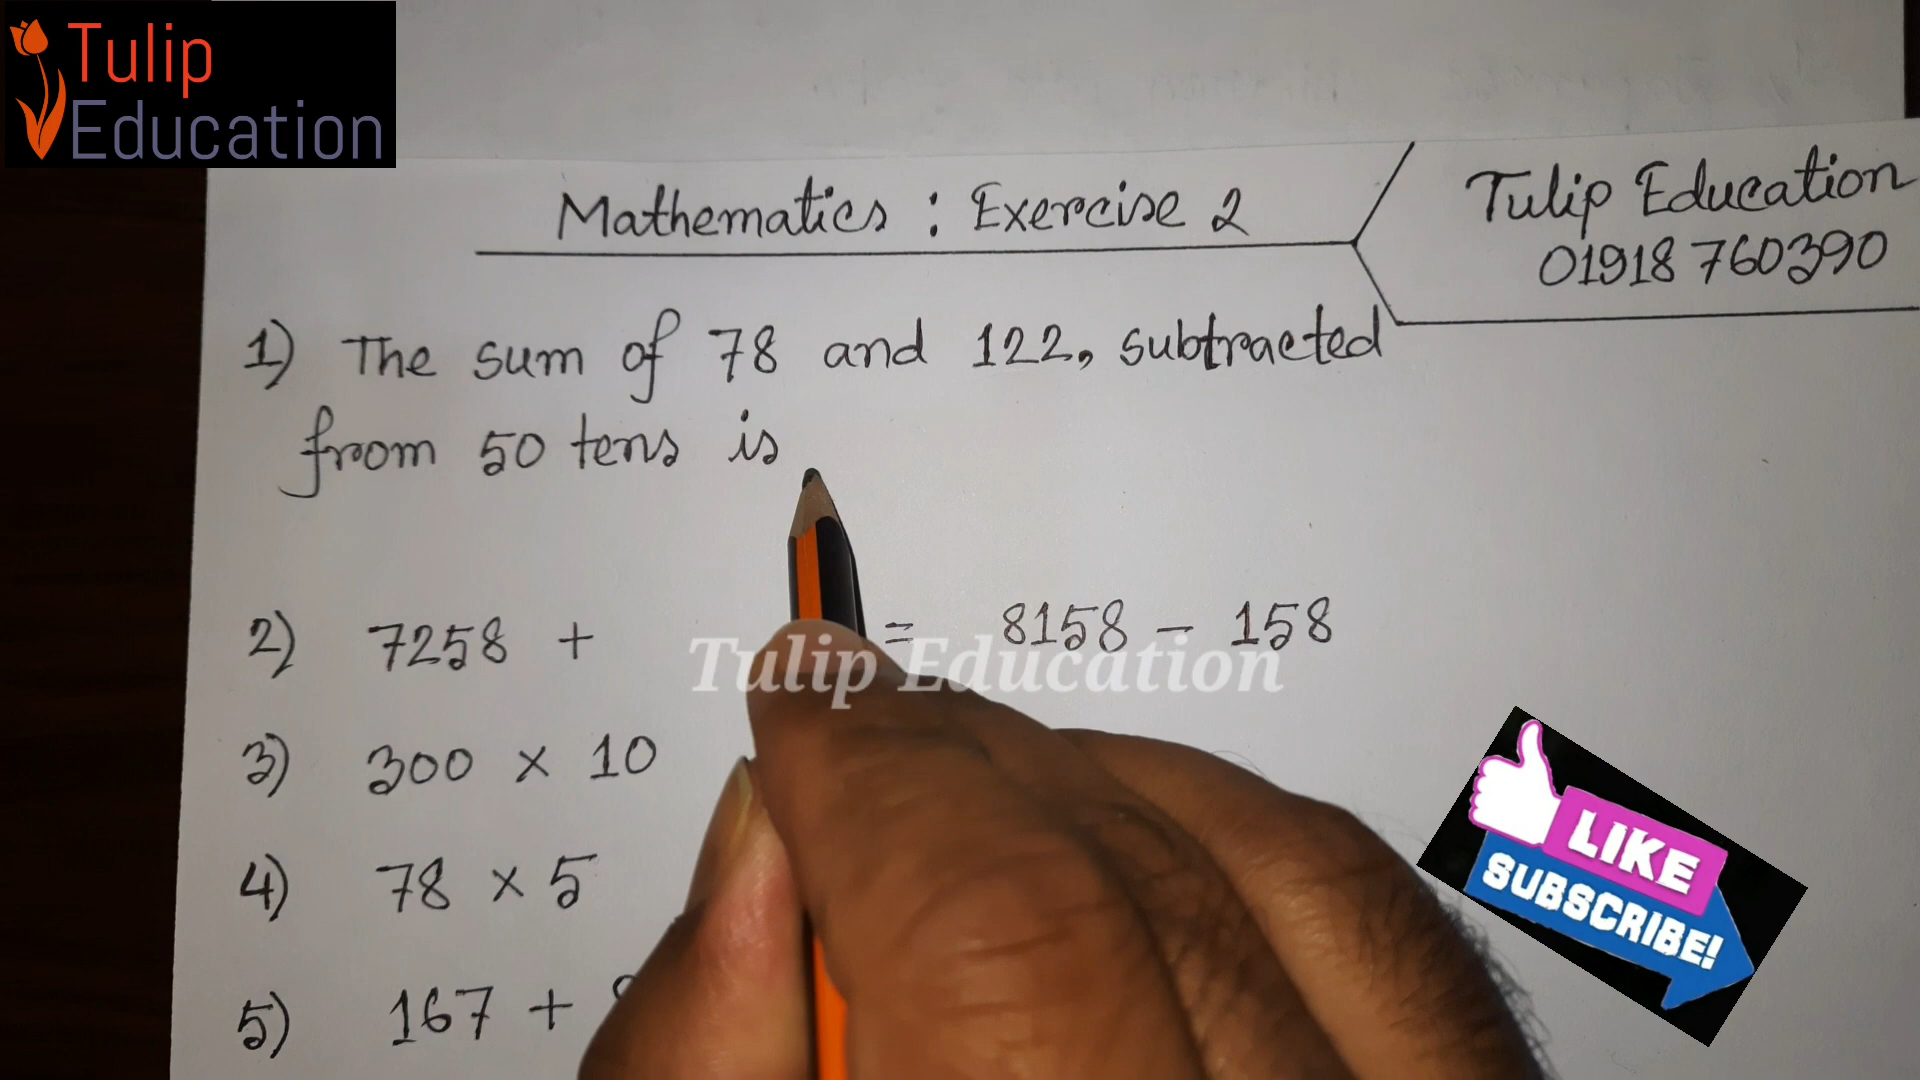 Tulip
Education
Mathematics : Exercise 2
Tulip Education
01918 760390
1) The sum of 78 and 122, subtracted
from 50 tens is
2) 7258 + = 8158 - 158
Tulip Education
3) 300 × 10
4) 78 × 5
5) 167 +
LIKE
SUBSCRIBE!